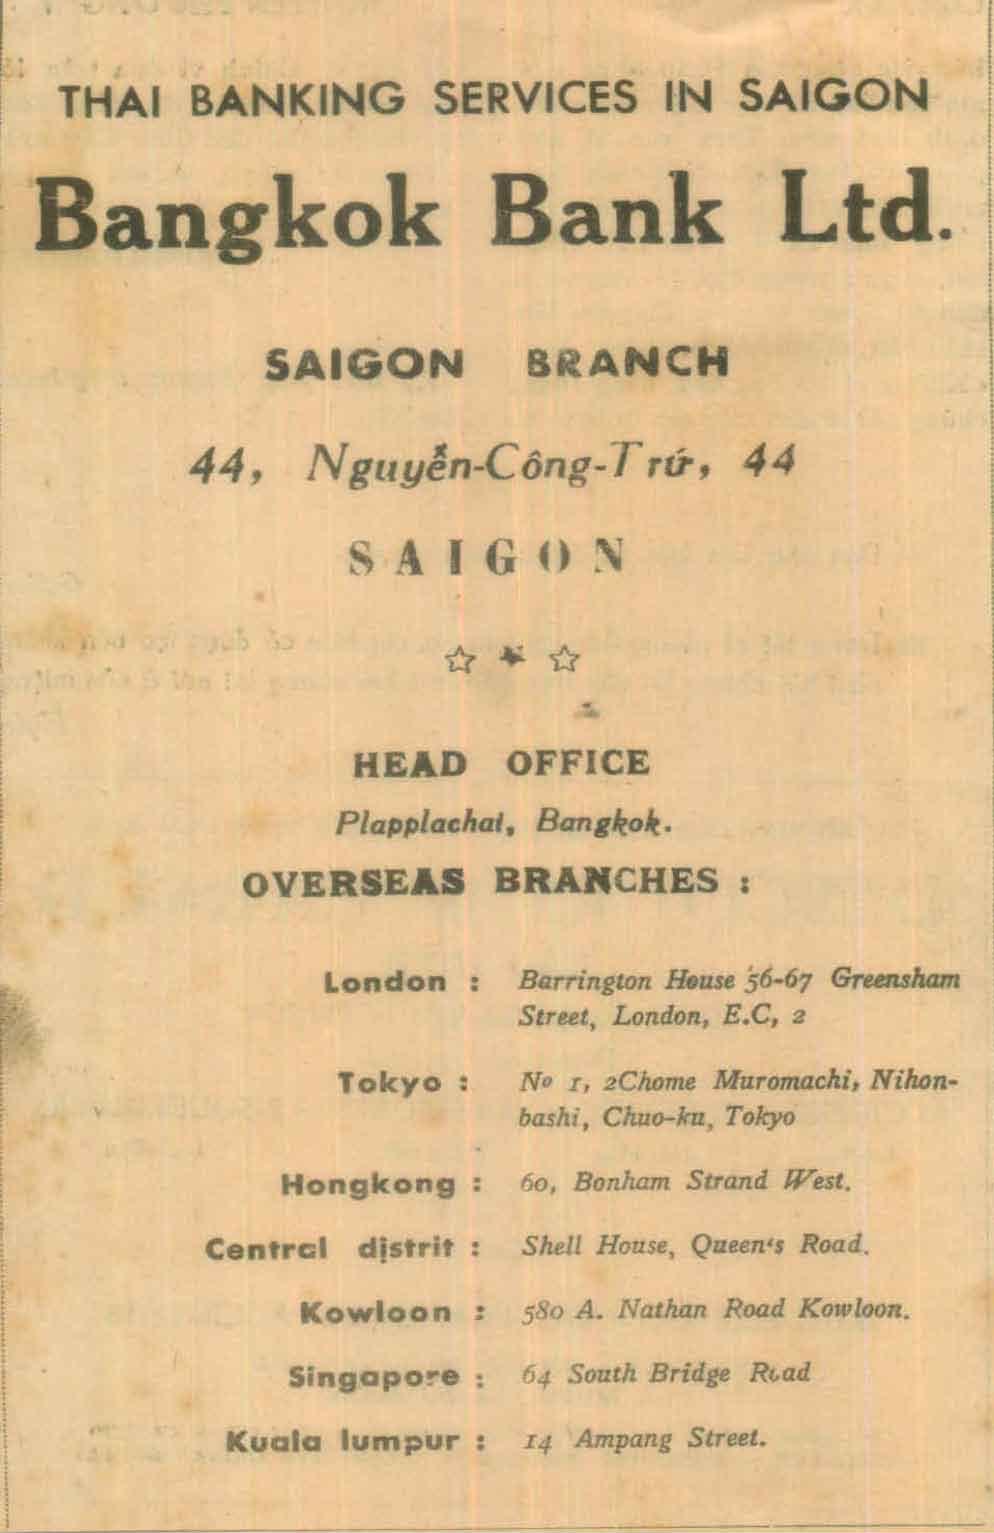 THAI BANKING SERVICES IN SAIGON
Bangkok Bank Ltd.
SAIGON BRANCH
44, Nguyễn-Công-Trứ, 44
SAIGON
HEAD OFFICE
Plapplachai, Bangkok.
OVERSEAS BRANCHES :
London : Barrington House 56-67 Greensham
Street, London, E.C, 2
Tokyo : No 1, 2Chome Muromachi, Nihon-
bashi, Chuo-ku, Tokyo
Hongkong : 60, Bonham Strand West.
Central distrit : Shell House, Queen's Road.
Kowloon : 580 A. Nathan Road Kowloon.
Singapore : 64 South Bridge Road
Kuala lumpur : 14 Ampang Street.